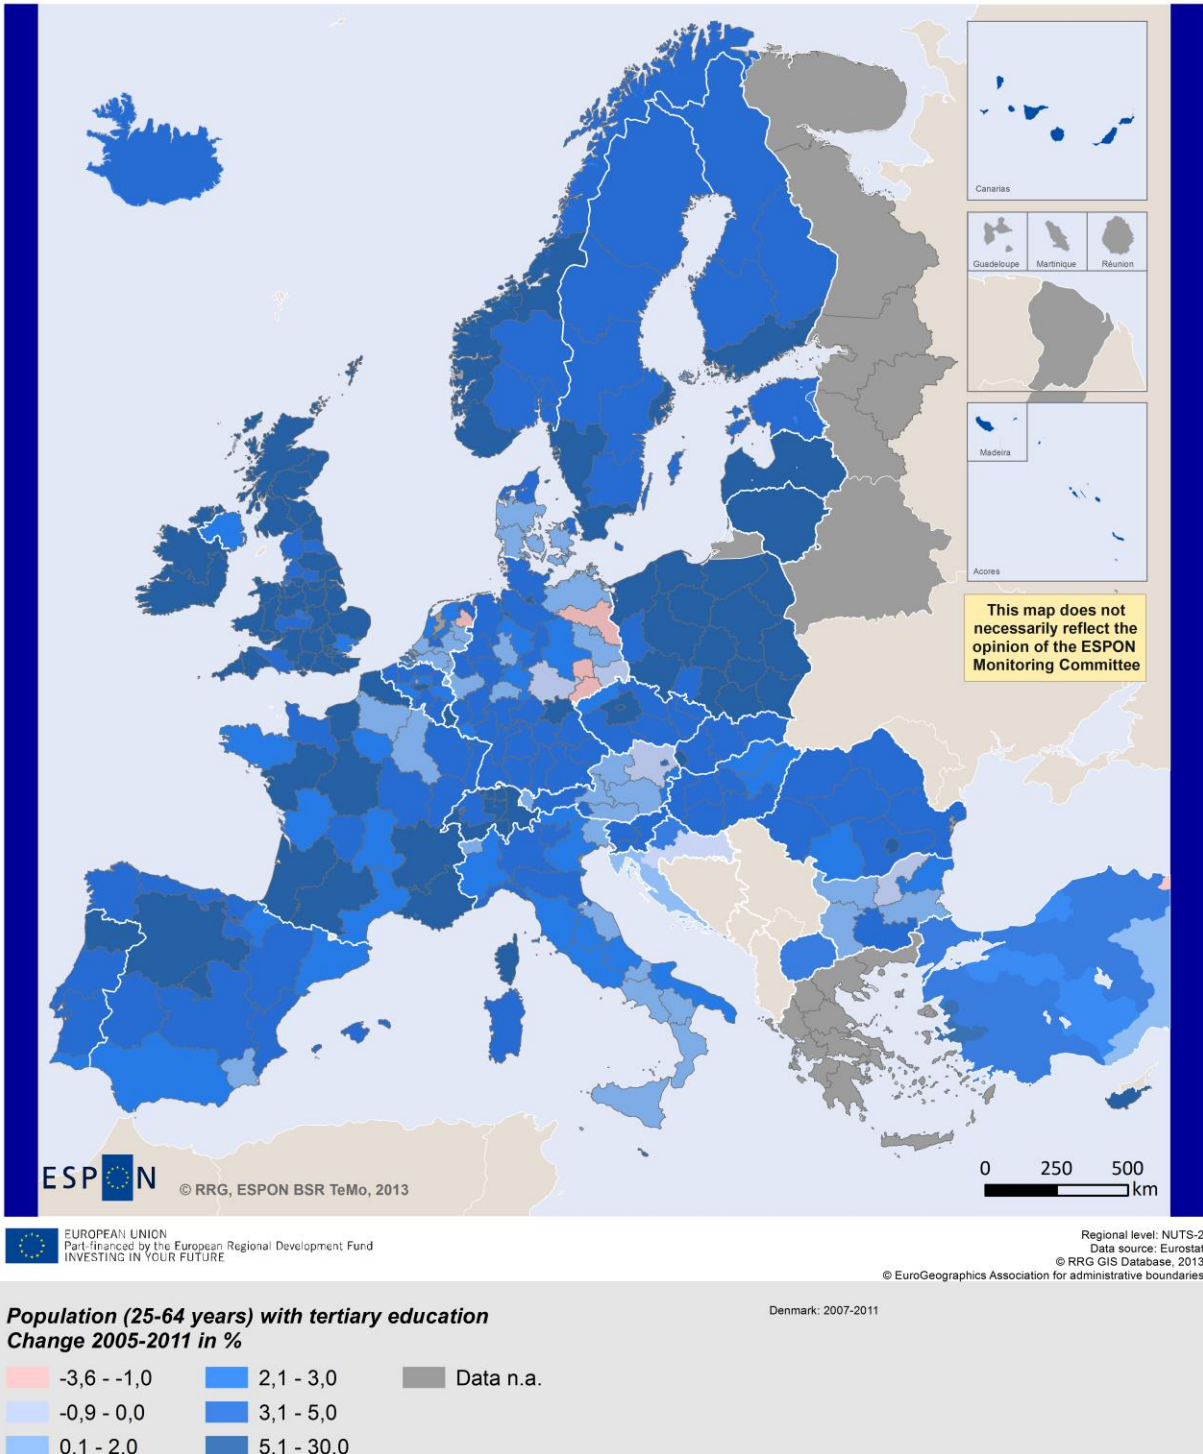 Canarias
Guadeloupe
Martinique
Réunion
Madeira
Acores
This map does not
necessarily reflect the
opinion of the ESPON
Monitoring Committee
ESPON
© RRG, ESPON BSR TeMo, 2013
0 250 500
km
EUROPEAN UNION
Part-financed by the European Regional Development Fund
INVESTING IN YOUR FUTURE
Regional level: NUTS-2
Data source: Eurostat
© RRG GIS Database, 2013
© EuroGeographics Association for administrative boundaries
Population (25-64 years) with tertiary education
Change 2005-2011 in %
Denmark: 2007-2011
-3,6 - -1,0
-0,9 - 0,0
0,1 - 2,0
2,1 - 3,0
3,1 - 5,0
5,1 - 30,0
Data n.a.